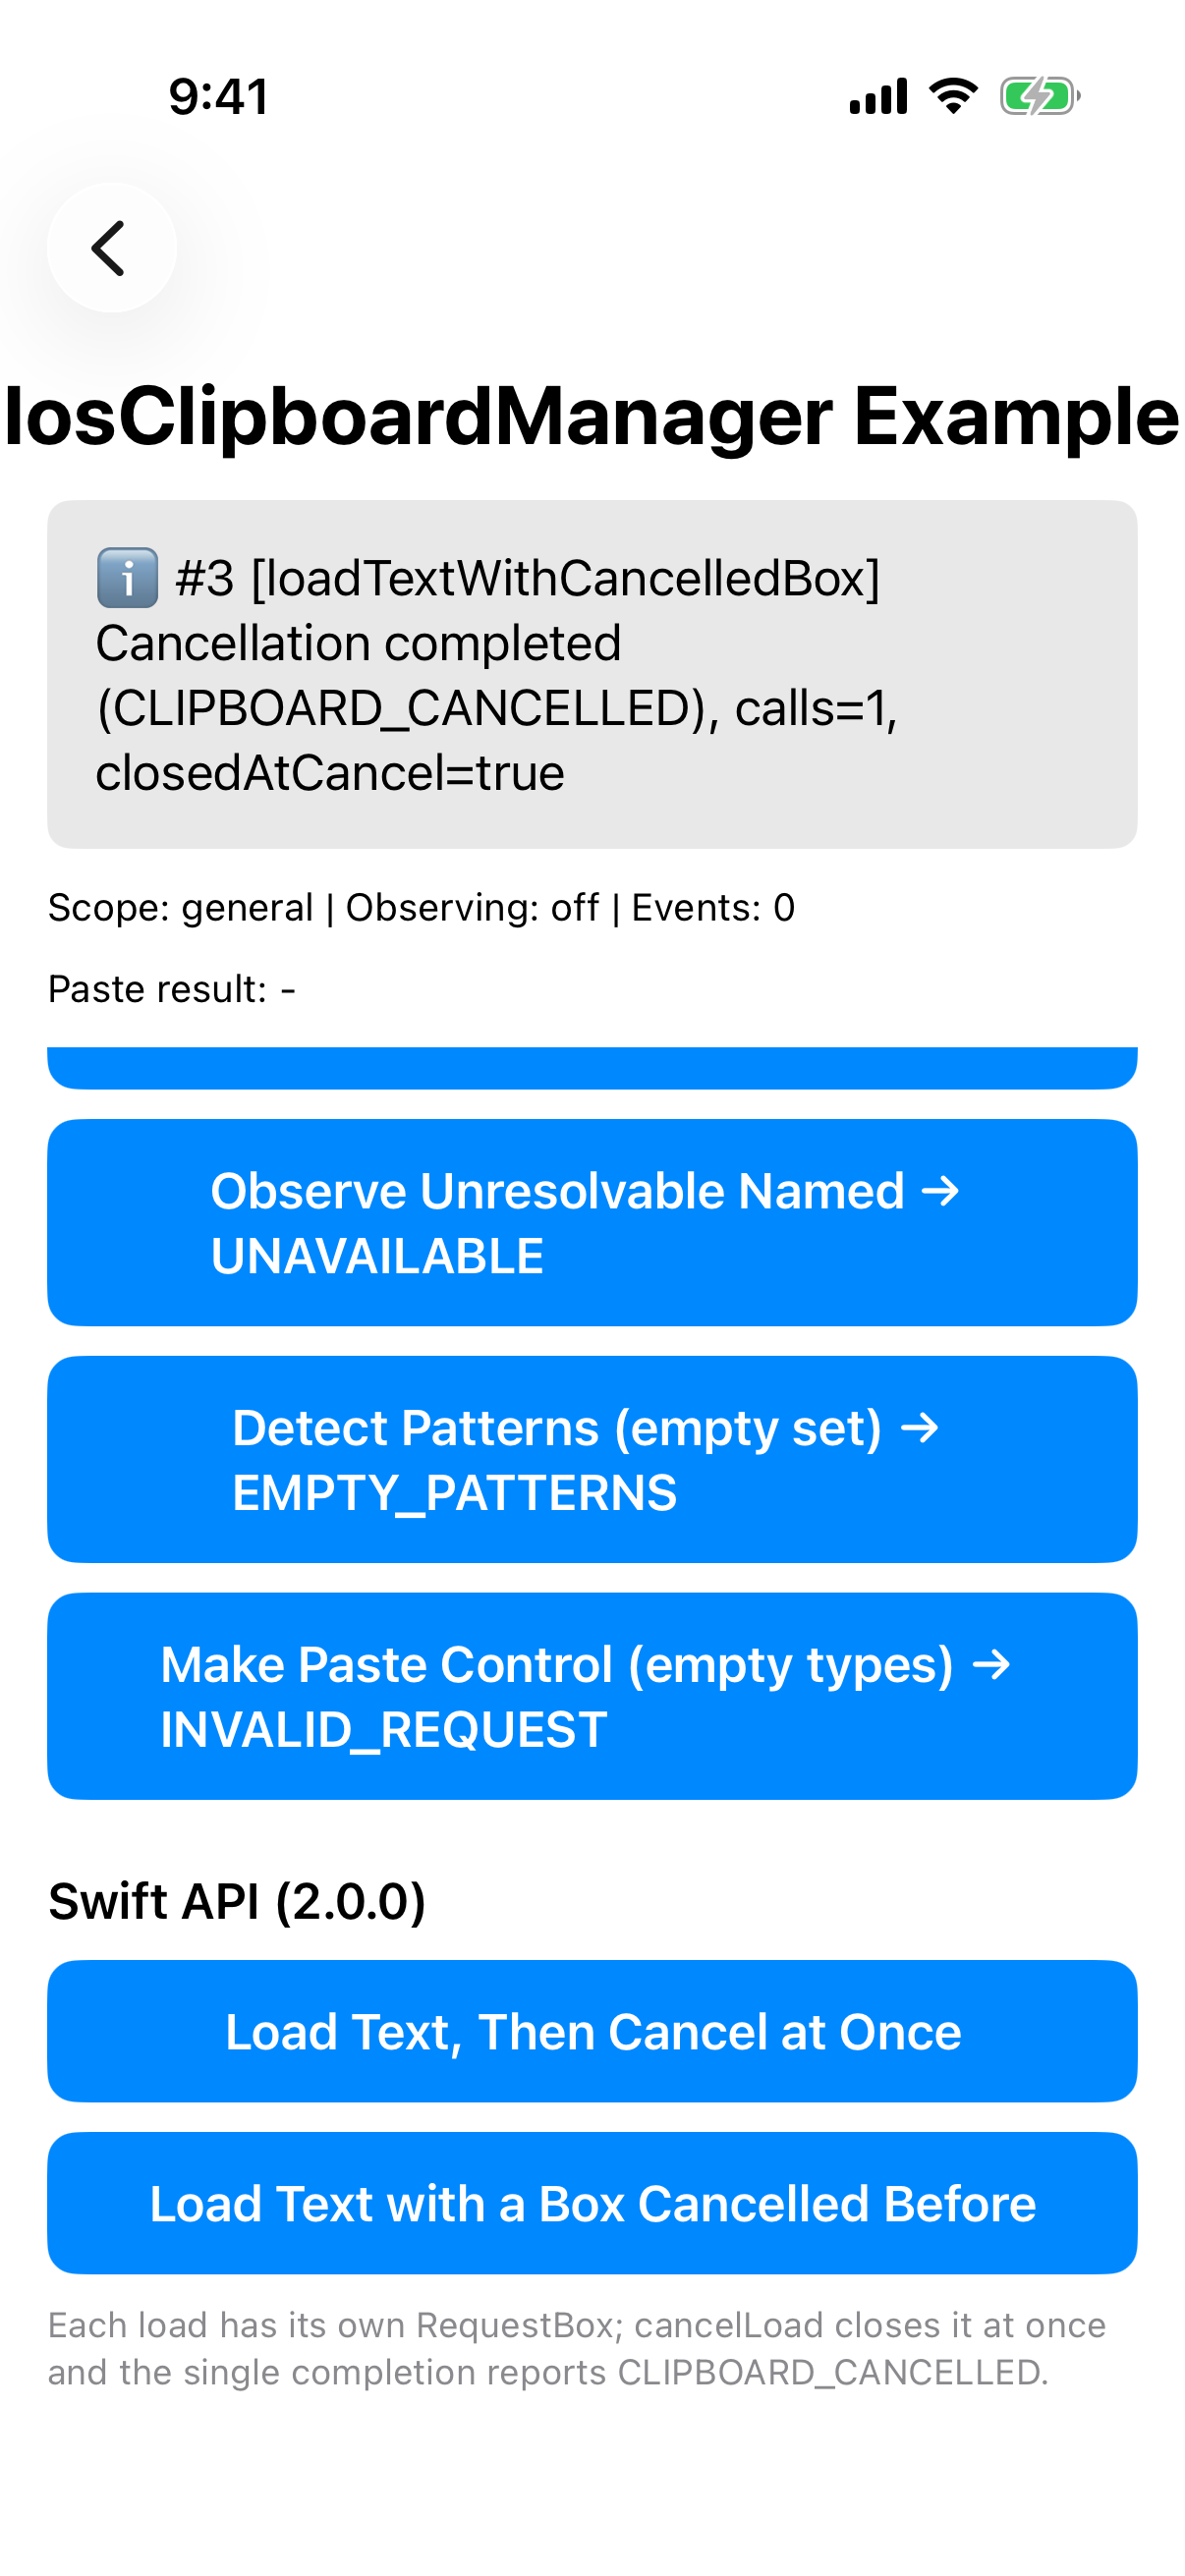 9:41
IosClipboardManager Example
ℹ️ #3 [loadTextWithCancelledBox]
Cancellation completed
(CLIPBOARD_CANCELLED), calls=1,
closedAtCancel=true
Scope: general | Observing: off | Events: 0
Paste result: -
Observe Unresolvable Named →
UNAVAILABLE
Detect Patterns (empty set) →
EMPTY_PATTERNS
Make Paste Control (empty types) →
INVALID_REQUEST
Swift API (2.0.0)
Load Text, Then Cancel at Once
Load Text with a Box Cancelled Before
Each load has its own RequestBox; cancelLoad closes it at once
and the single completion reports CLIPBOARD_CANCELLED.